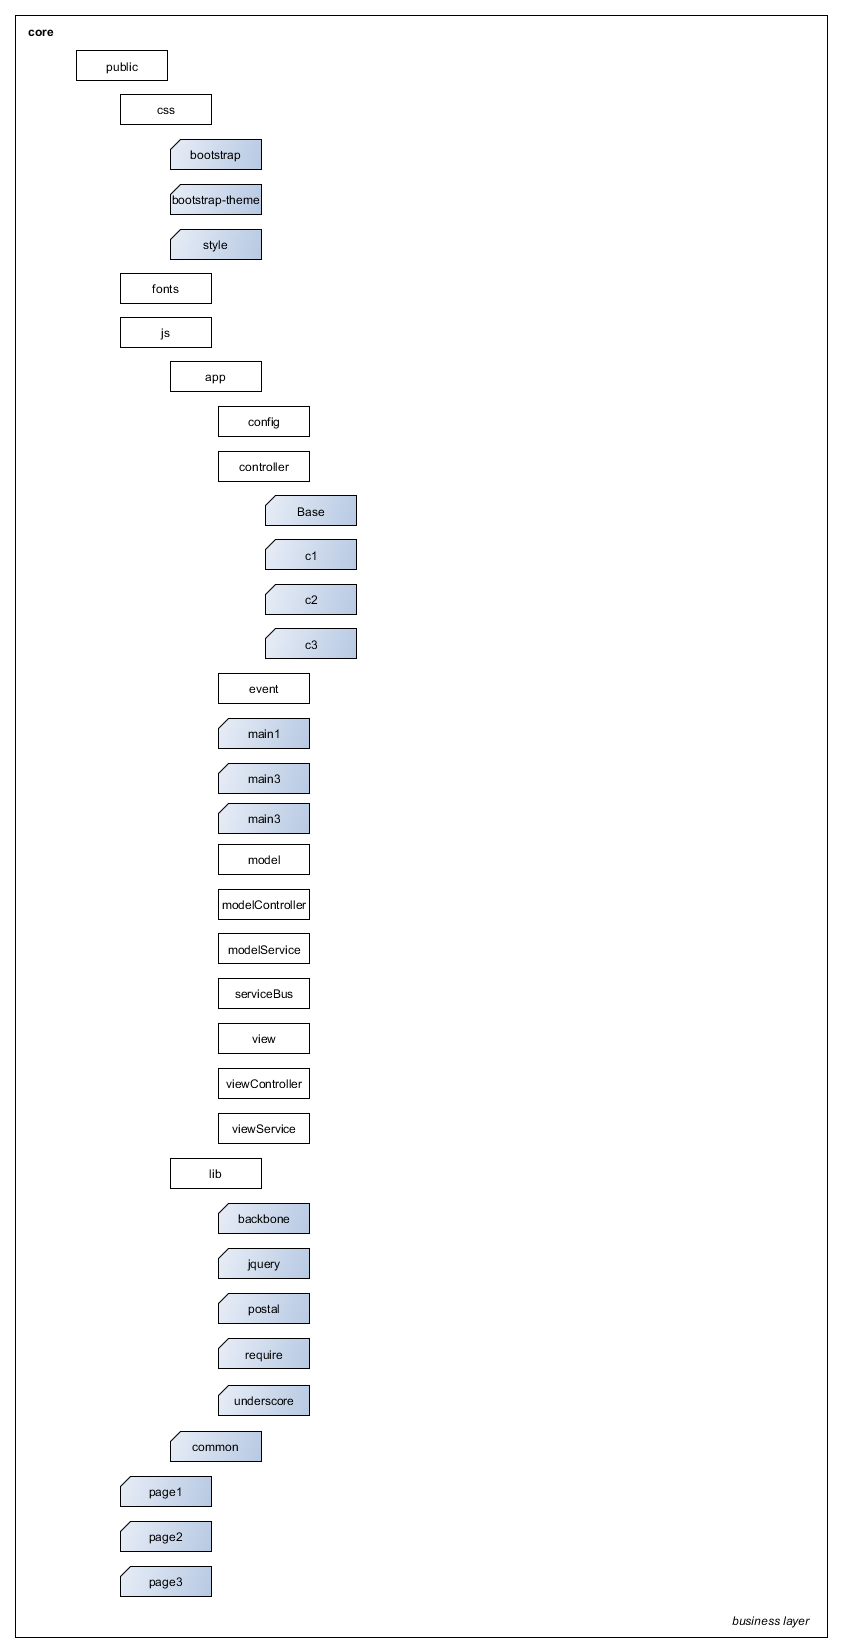 core
public
css
bootstrap
bootstrap-theme
style
fonts
js
app
config
controller
Base
c1
c2
c3
event
main1
main3
main3
model
modelController
modelService
serviceBus
view
viewController
viewService
lib
backbone
jquery
postal
require
underscore
common
page1
page2
page3
business layer